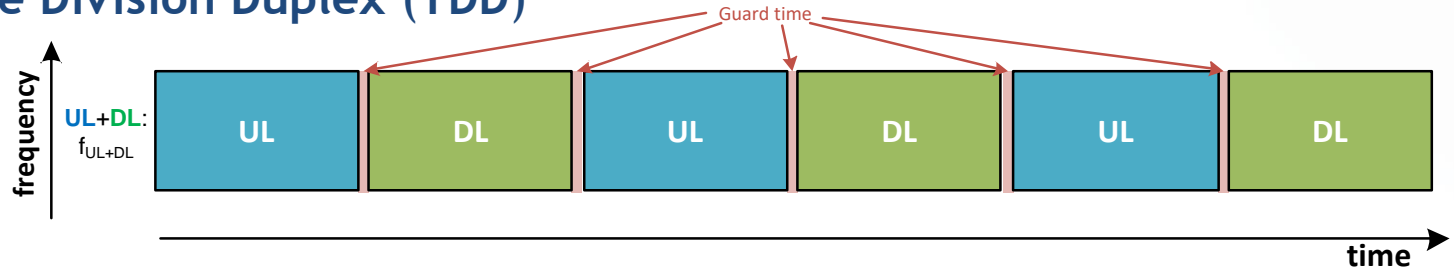 e Division Duplex (TDD)
Guard time
frequency
UL+DL:
fUL+DL
UL
DL
UL
DL
UL
DL
time